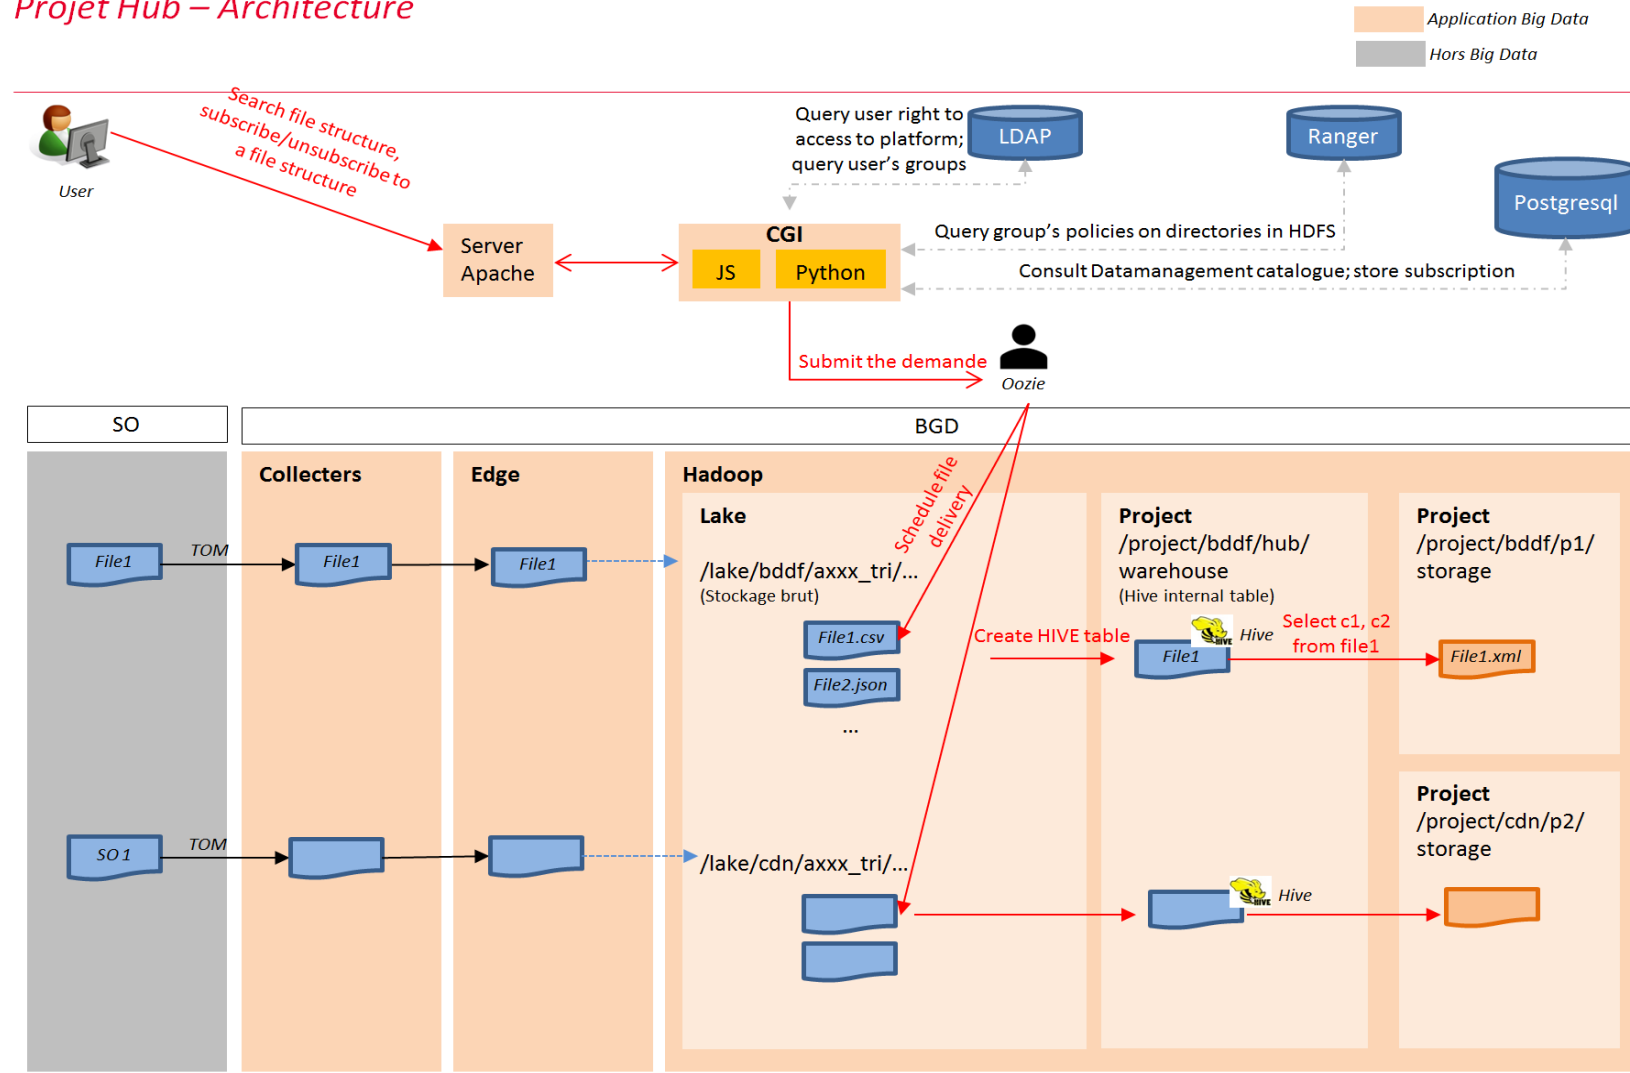 Projet Hub – Architecture
Application Big Data
Hors Big Data
User
Search file structure,
subscribe/unsubscribe to
a file structure
Query user right to
access to platform;
query user's groups
LDAP
Ranger
Postgresql
Server
Apache
CGI
JS
Python
Query group's policies on directories in HDFS
Consult Datamanagement catalogue; store subscription
Submit the demande
Oozie
SO
BGD
Collecters
Edge
Hadoop
Schedule file
delivery
Lake
/lake/bddf/axxx_tri/...
(Stockage brut)
File1.csv
File2.json
...
Project
/project/bddf/hub/
warehouse
(Hive internal table)
Project
/project/bddf/p1/
storage
File1
TOM
File1
File1
Create HIVE table
HIVE
Hive
File1
Select c1, c2
from file1
File1.xml
Project
/project/cdn/p2/
storage
SO 1
TOM
/lake/cdn/axxx_tri/...
HIVE
Hive